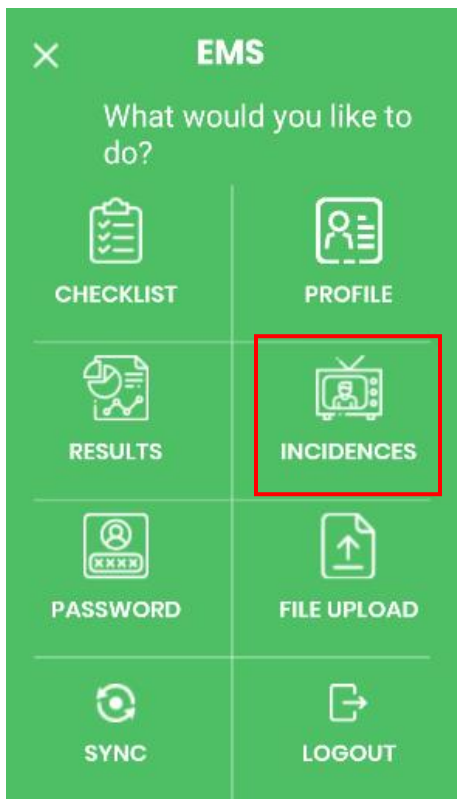 EMS
What would you like to
do?
CHECKLIST
PROFILE
RESULTS
INCIDENCES
PASSWORD
FILE UPLOAD
SYNC
LOGOUT